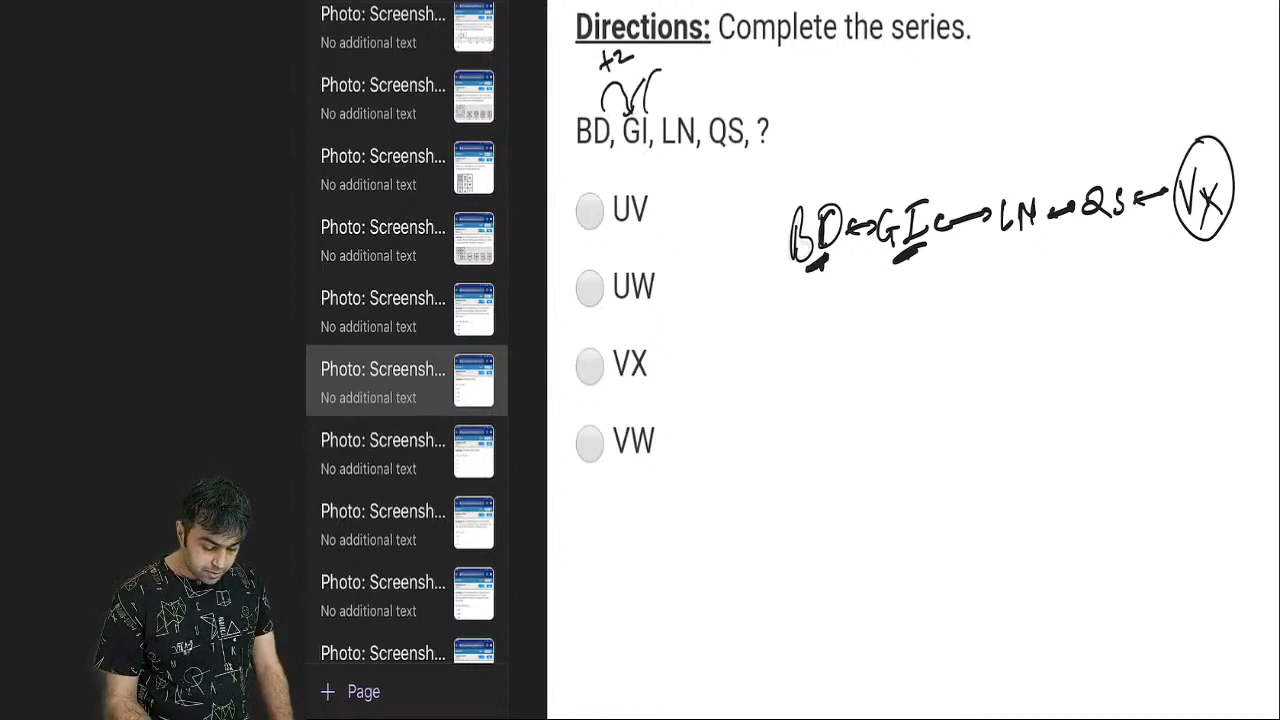 Photo: Screensh...
Photo: Screensh...
No additional text
Photo: Screensh...
No additional text
Photo: Screensh...
No additional text
Photo: Screensh...
No additional text
Photo: Screensh...
No additional text
Photo: Screensh...
No additional text
Photo: Screensh...
No additional text
Photo: Screensh...
No additional text
Photo: Screensh...
+ Page
Directions: Complete the series.
+2
BD, GI, LN, QS, ?
UV
UW
VX
VW
BD GI LN QS VX